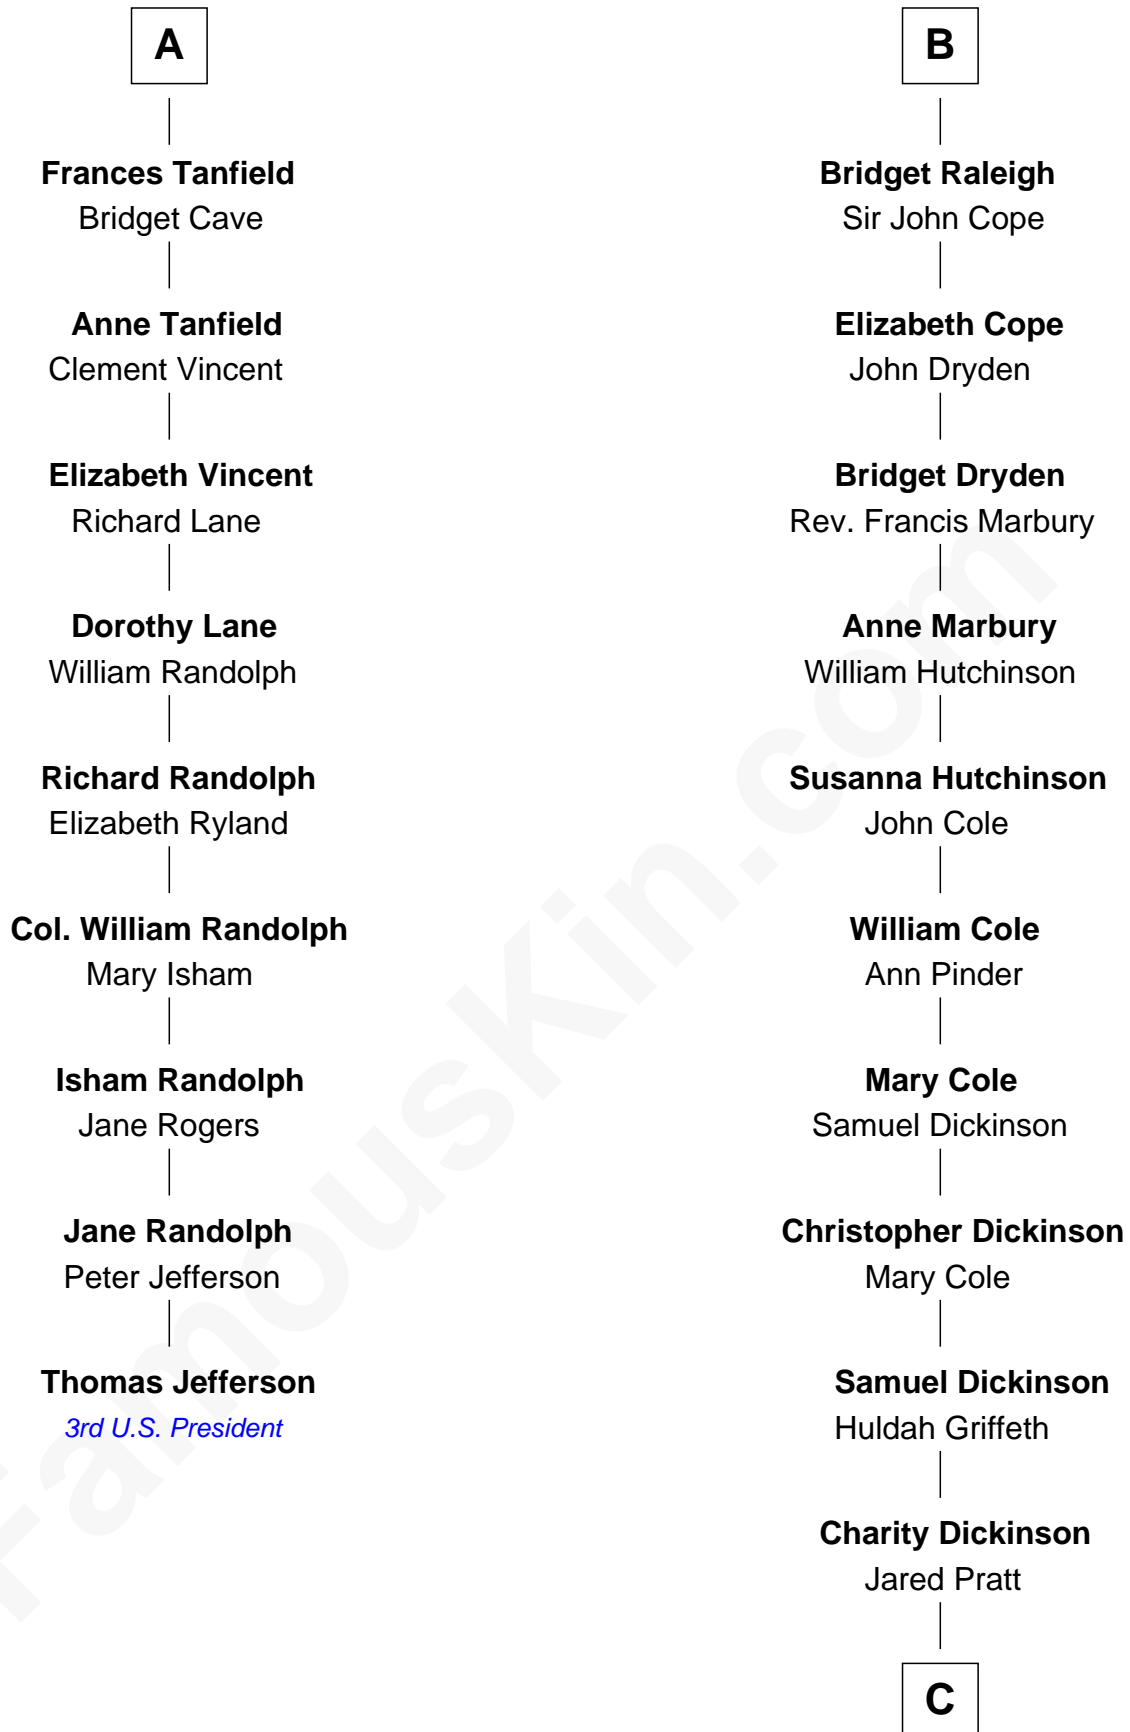 A
Frances Tanfield
Bridget Cave
Anne Tanfield
Clement Vincent
Elizabeth Vincent
Richard Lane
Dorothy Lane
William Randolph
Richard Randolph
Elizabeth Ryland
Col. William Randolph
Mary Isham
Isham Randolph
Jane Rogers
Jane Randolph
Peter Jefferson
Thomas Jefferson
3rd U.S. President
B
Bridget Raleigh
Sir John Cope
Elizabeth Cope
John Dryden
Bridget Dryden
Rev. Francis Marbury
Anne Marbury
William Hutchinson
Susanna Hutchinson
John Cole
William Cole
Ann Pinder
Mary Cole
Samuel Dickinson
Christopher Dickinson
Mary Cole
Samuel Dickinson
Huldah Griffeth
Charity Dickinson
Jared Pratt
C
FamousKin.com